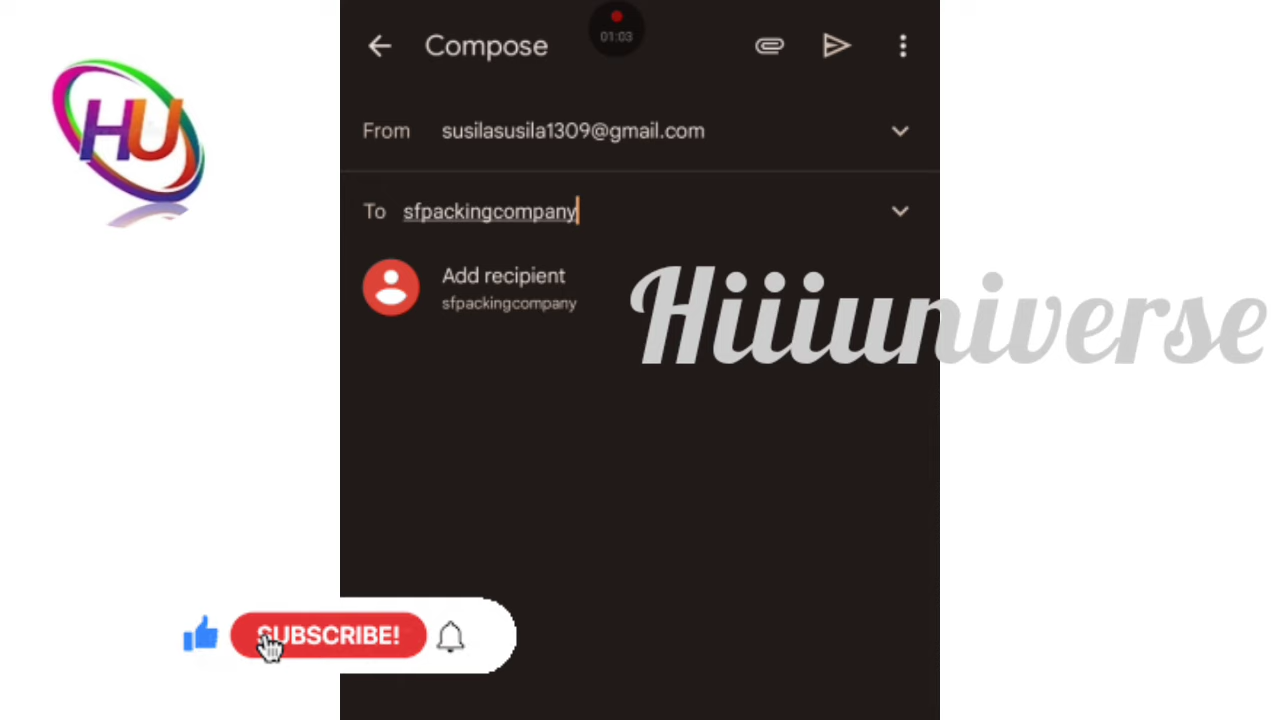 HU
Compose
01:03
From susilasusila1309@gmail.com
To sfpackingcompany
Add recipient
sfpackingcompany
Hiiiuniverse
SUBSCRIBE!